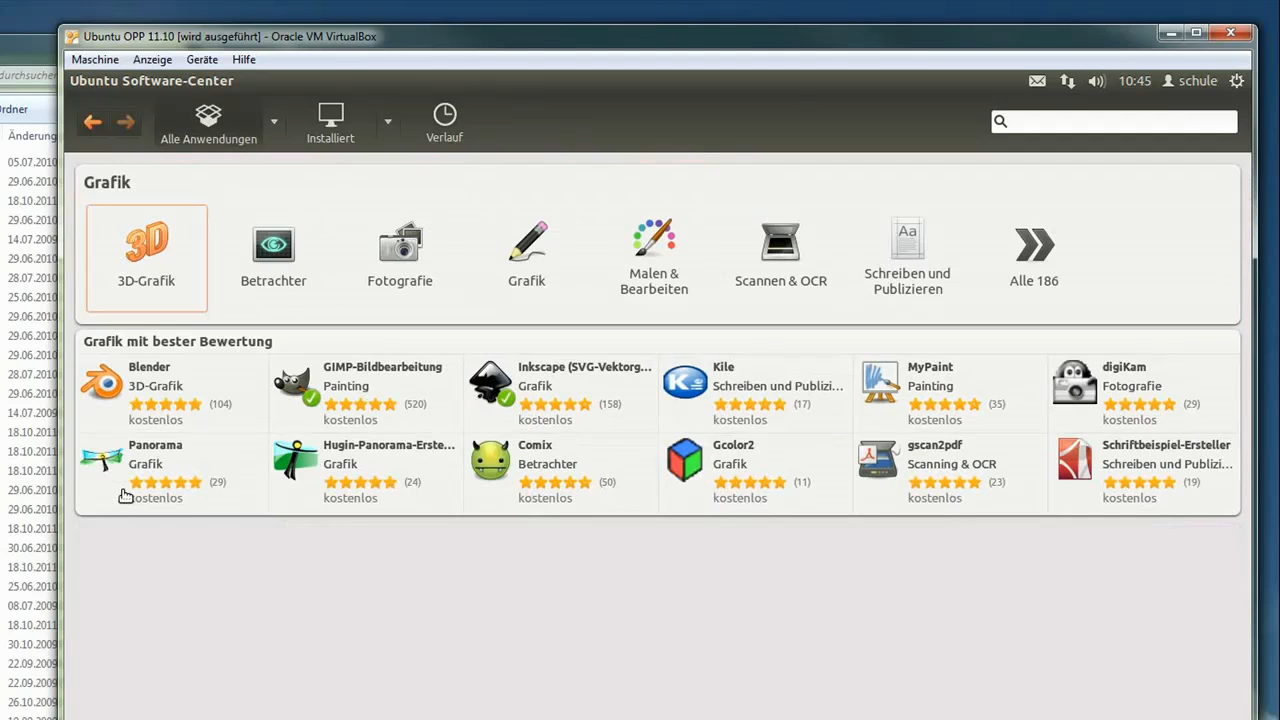 Ubuntu OPP 11.10 [wird ausgeführt] - Oracle VM VirtualBox
Maschine Anzeige Geräte Hilfe
Ubuntu Software-Center 10:45 schule
durchsuchen
Alle Anwendungen Installiert Verlauf
Ordner
Änderung
Grafik
3D
3D-Grafik
Betrachter
Fotografie
Grafik
Malen &
Bearbeiten
Scannen & OCR
Aa
Schreiben und
Publizieren
Alle 186
Grafik mit bester Bewertung
Blender
3D-Grafik
(104)
kostenlos
GIMP-Bildbearbeitung
Painting
(520)
kostenlos
Inkscape (SVG-Vektorg...
Grafik
(158)
kostenlos
Kile
Schreiben und Publizi...
(17)
kostenlos
MyPaint
Painting
(35)
kostenlos
digiKam
Fotografie
(29)
kostenlos
Panorama
Grafik
(29)
kostenlos
Hugin-Panorama-Erste...
Grafik
(24)
kostenlos
Comix
Betrachter
(50)
kostenlos
Gcolor2
Grafik
(11)
kostenlos
gscan2pdf
Scanning & OCR
(23)
kostenlos
Schriftbeispiel-Ersteller
Schreiben und Publizi...
(19)
kostenlos
05.07.2010
29.06.2010
18.10.2011
29.06.2010
14.07.2009
29.06.2010
28.07.2010
25.06.2010
29.06.2010
29.06.2010
29.06.2010
28.07.2010
29.06.2010
14.07.2009
18.10.2011
18.10.2011
18.10.2011
29.06.2010
29.06.2010
18.10.2011
30.06.2010
18.10.2011
25.06.2010
08.07.2009
18.10.2011
30.10.2009
22.09.2009
22.09.2009
26.10.2009